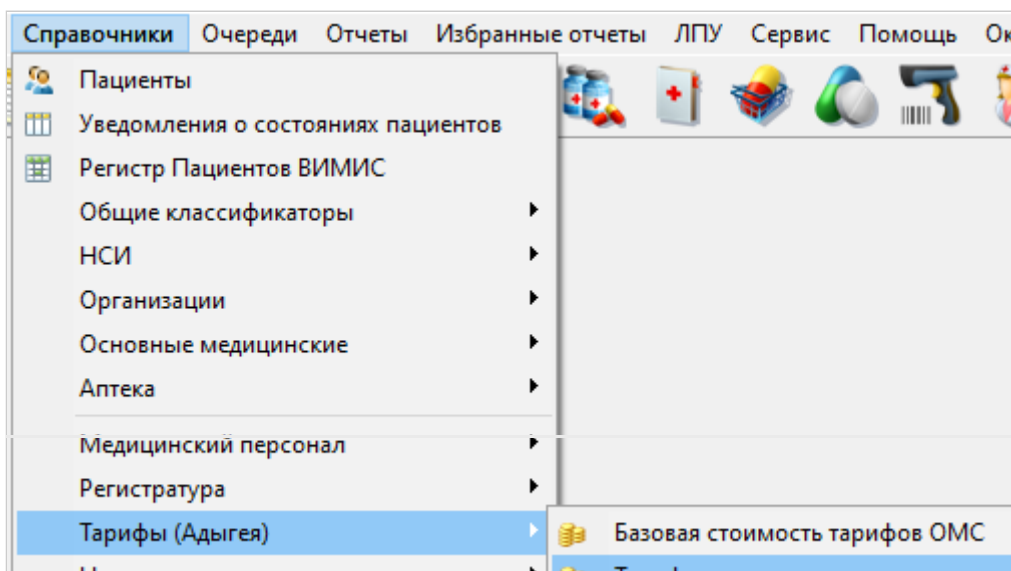 Справочники Очереди Отчеты Избранные отчеты ЛПУ Сервис Помощь
Пациенты
Уведомления о состояниях пациентов
Регистр Пациентов ВИМИС
Общие классификаторы
НСИ
Организации
Основные медицинские
Аптека
Медицинский персонал
Регистратура
Тарифы (Адыгея)
Базовая стоимость тарифов ОМС